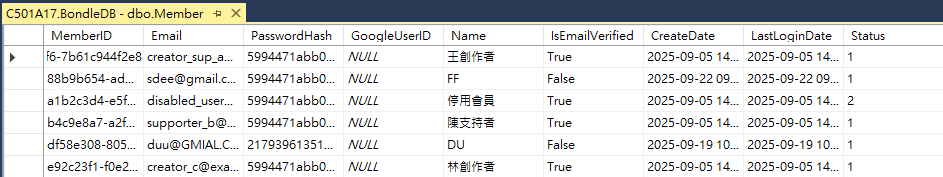 C501A17.BondleDB - dbo.Member
MemberID Email PasswordHash GoogleUserID Name IsEmailVerified CreateDate LastLoginDate Status
f6-7b61c944f2e8 creator_sup_a... 5994471abb0... NULL 王創作者 True 2025-09-05 14... 2025-09-05 14... 1
88b9b654-ad... sdee@gmail.c... 5994471abb0... NULL FF False 2025-09-22 09... 2025-09-22 09... 1
a1b2c3d4-e5f... disabled_user... 5994471abb0... NULL 停用會員 True 2025-09-05 14... 2025-09-05 14... 2
b4c9e8a7-a2f... supporter_b@... 5994471abb0... NULL 陳支持者 True 2025-09-05 14... 2025-09-05 14... 1
df58e308-805... duu@GMIAL.C... 21793961351... NULL DU False 2025-09-19 10... 2025-09-19 10... 1
e92c23f1-f0e2... creator_c@exa... 5994471abb0... NULL 林創作者 True 2025-09-05 14... 2025-09-05 14... 1